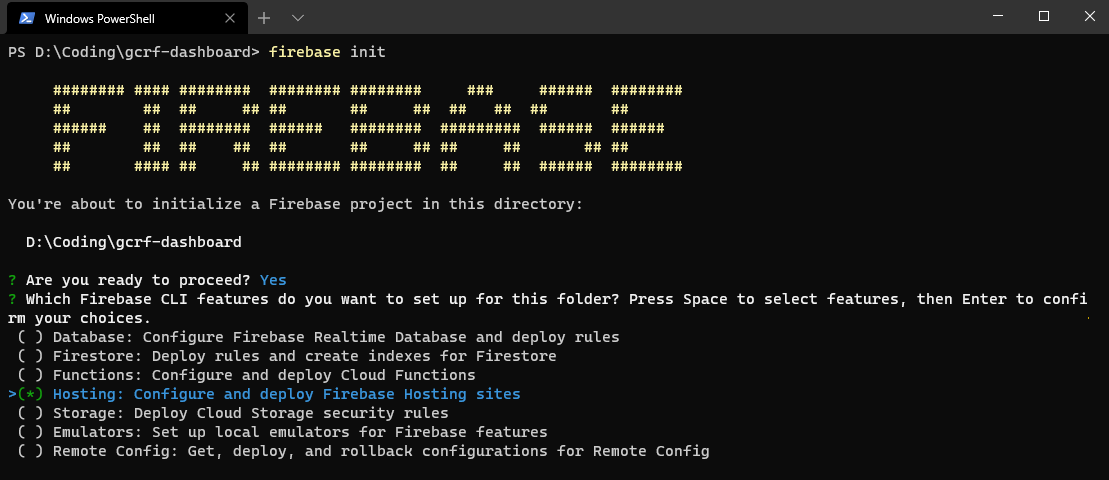 Windows PowerShell
PS D:\Coding\gcrf-dashboard> firebase init
     ######## #### ########  ######## ########     ###     ######  ########
     ##        ##  ##     ## ##       ##     ##  ##   ##  ##       ##
     ######    ##  ########  ######   ########  #########  ######  ######
     ##        ##  ##    ##  ##       ##     ## ##     ##       ## ##
     ##       #### ##     ## ######## ########  ##     ##  ######  ########
You're about to initialize a Firebase project in this directory:
  D:\Coding\gcrf-dashboard
? Are you ready to proceed? Yes
? Which Firebase CLI features do you want to set up for this folder? Press Space to select features, then Enter to confi
rm your choices.
 ( ) Database: Configure Firebase Realtime Database and deploy rules
 ( ) Firestore: Deploy rules and create indexes for Firestore
 ( ) Functions: Configure and deploy Cloud Functions
>(*) Hosting: Configure and deploy Firebase Hosting sites
 ( ) Storage: Deploy Cloud Storage security rules
 ( ) Emulators: Set up local emulators for Firebase features
 ( ) Remote Config: Get, deploy, and rollback configurations for Remote Config